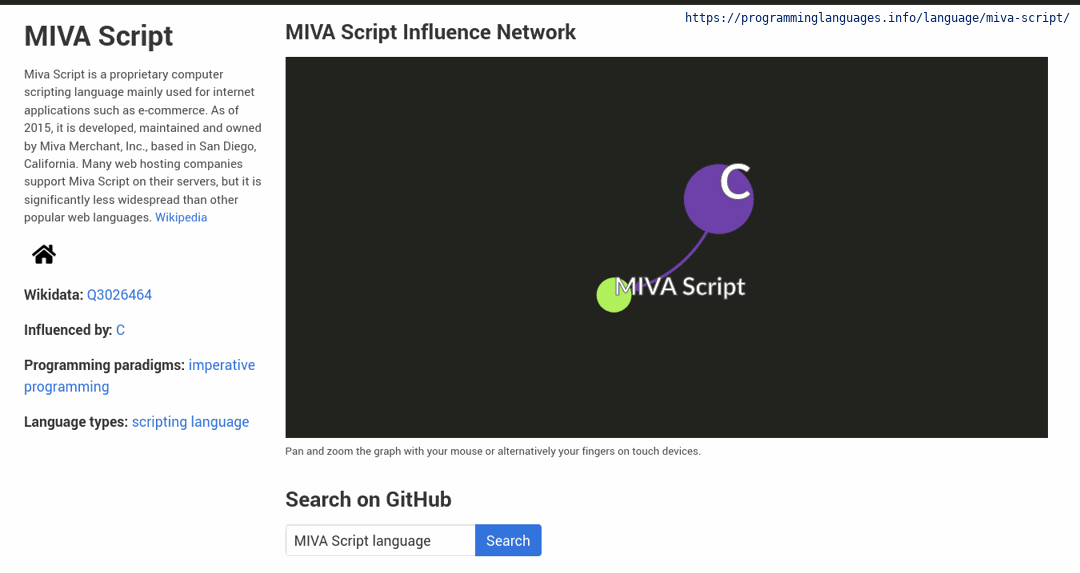 https://programminglanguages.info/language/miva-script/
MIVA Script
Miva Script is a proprietary computer
scripting language mainly used for internet
applications such as e-commerce. As of
2015, it is developed, maintained and owned
by Miva Merchant, Inc., based in San Diego,
California. Many web hosting companies
support Miva Script on their servers, but it is
significantly less widespread than other
popular web languages. Wikipedia
Wikidata: Q3026464
Influenced by: C
Programming paradigms: imperative
programming
Language types: scripting language
MIVA Script Influence Network
C
MIVA Script
Pan and zoom the graph with your mouse or alternatively your fingers on touch devices.
Search on GitHub
MIVA Script language
Search